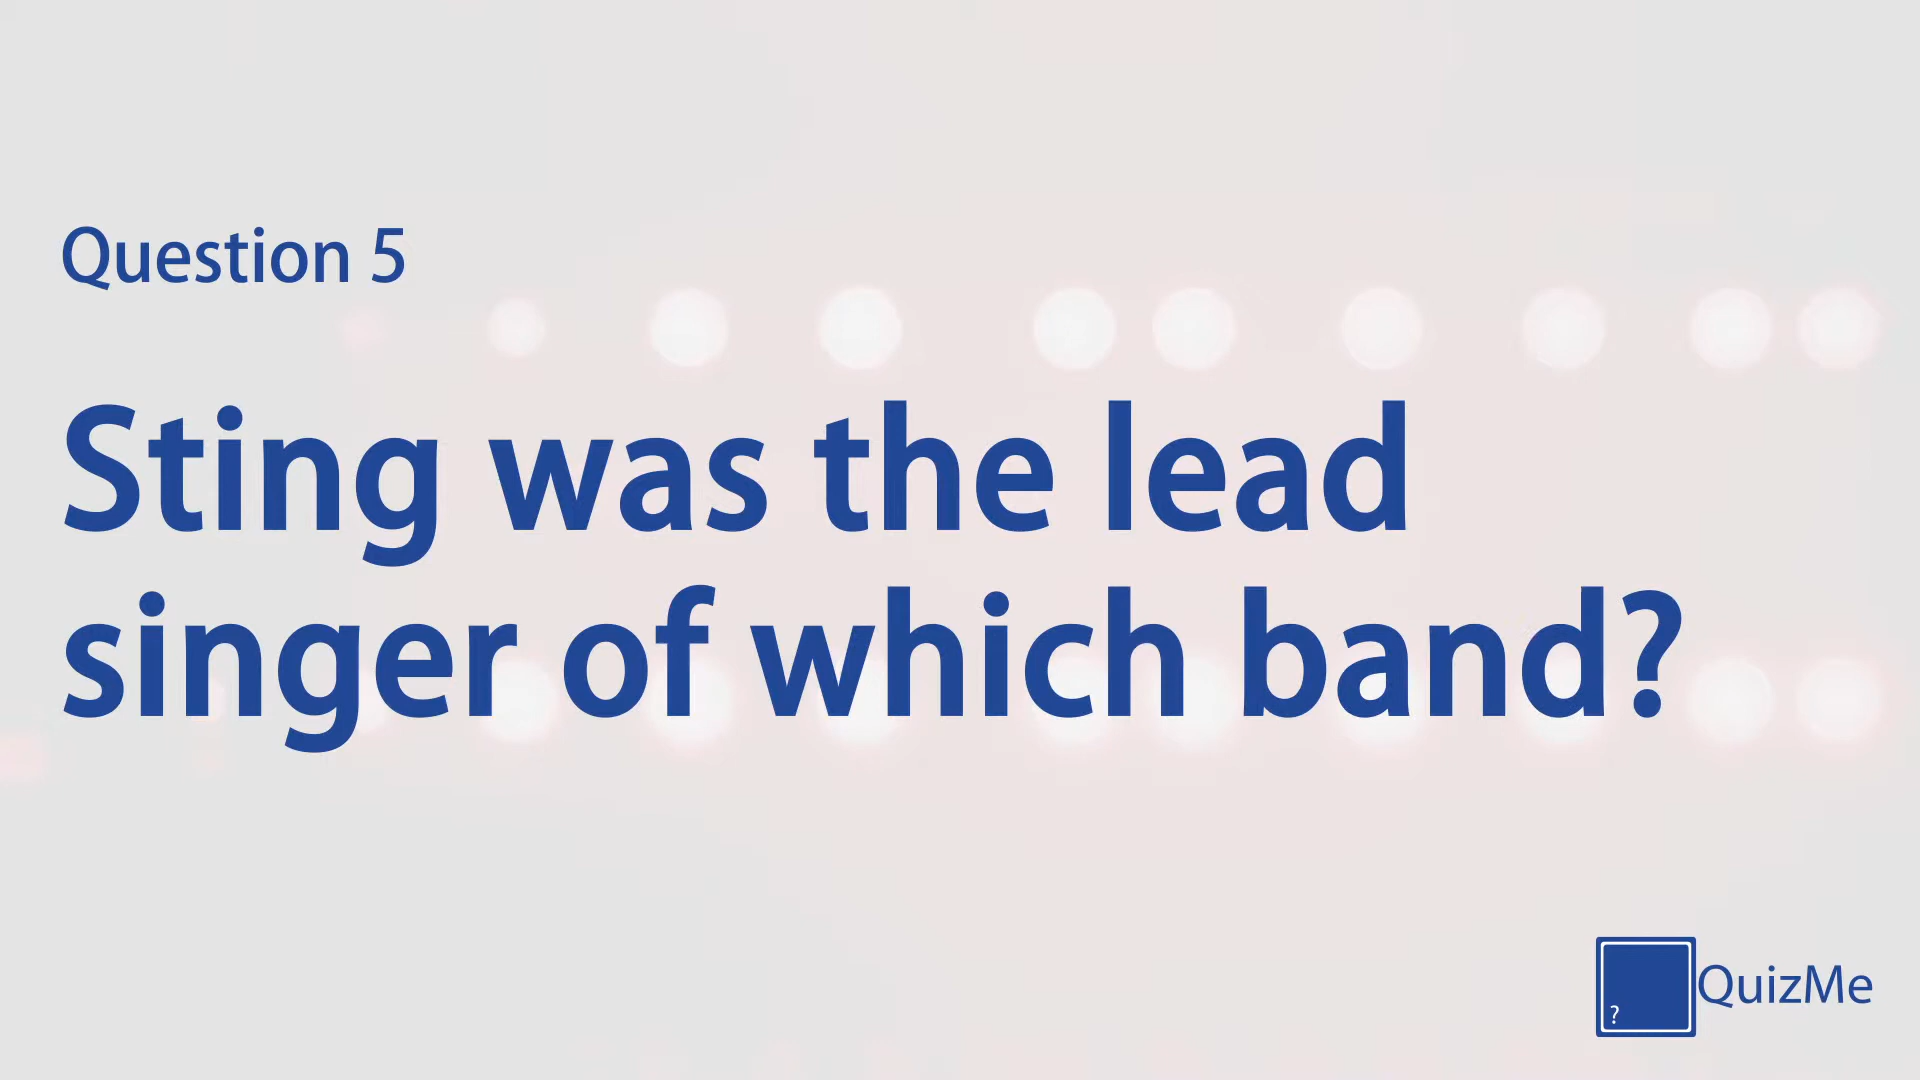 Question 5
Sting was the lead
singer of which band?
?
QuizMe